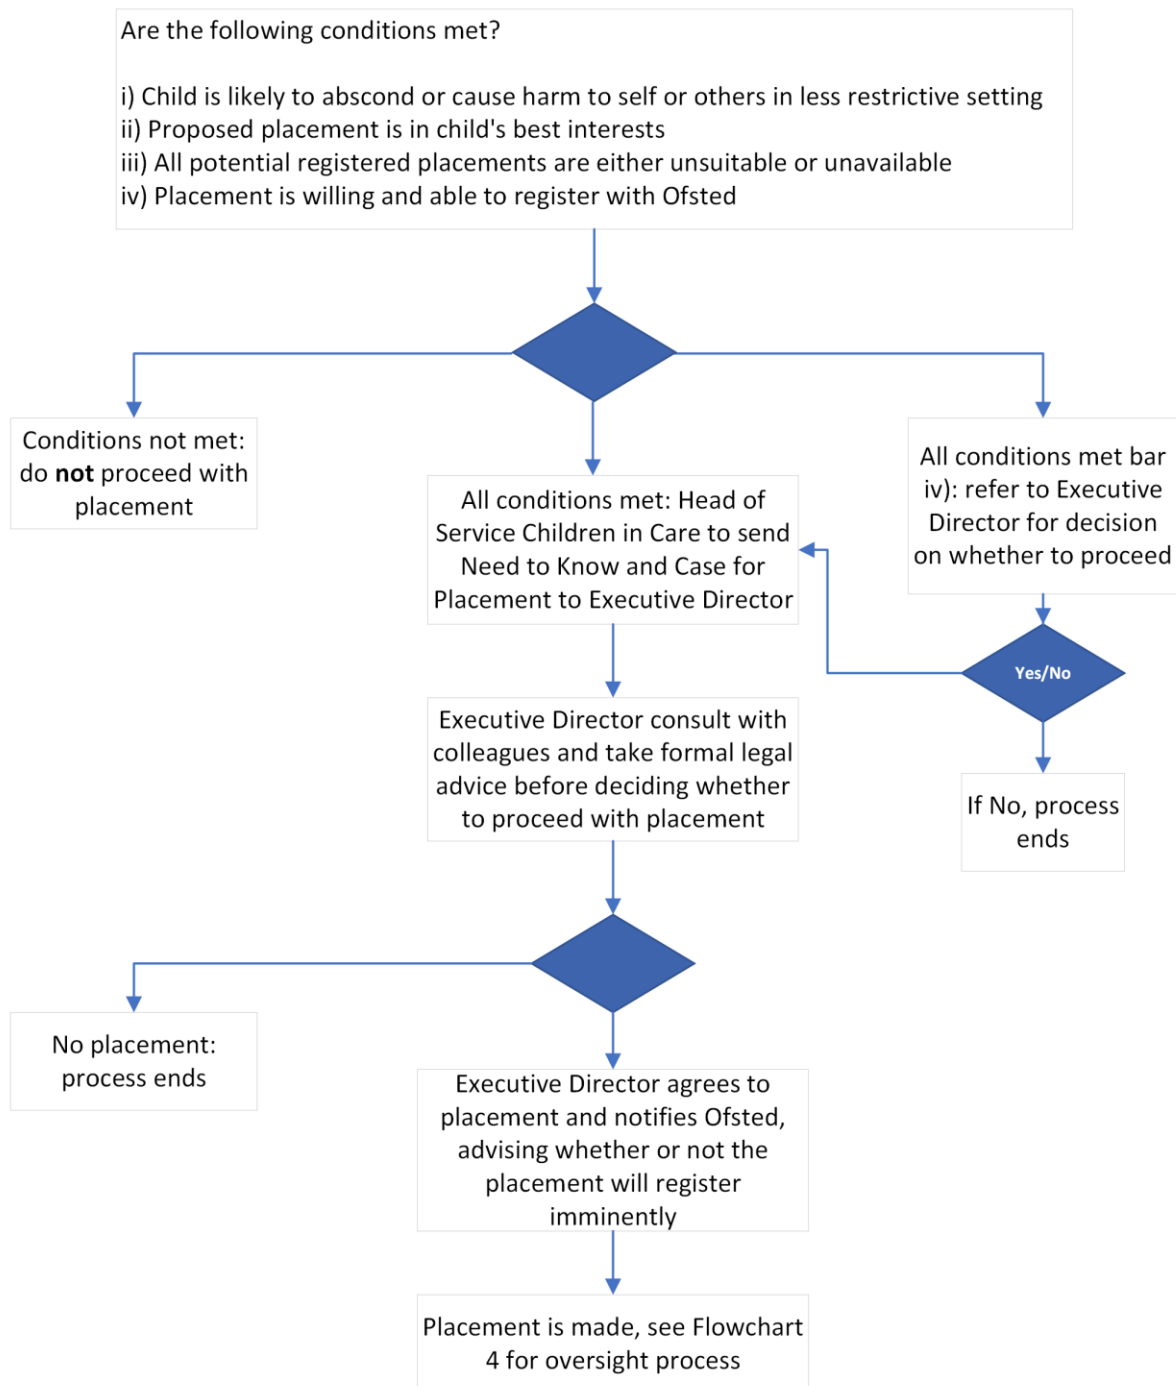 Are the following conditions met?
i) Child is likely to abscond or cause harm to self or others in less restrictive setting
ii) Proposed placement is in child's best interests
iii) All potential registered placements are either unsuitable or unavailable
iv) Placement is willing and able to register with Ofsted
Conditions not met:
do not proceed with
placement
All conditions met: Head of
Service Children in Care to send
Need to Know and Case for
Placement to Executive Director
All conditions met bar
iv): refer to Executive
Director for decision
on whether to proceed
Yes/No
If No, process
ends
Executive Director consult with
colleagues and take formal legal
advice before deciding whether
to proceed with placement
No placement:
process ends
Executive Director agrees to
placement and notifies Ofsted,
advising whether or not the
placement will register
imminently
Placement is made, see Flowchart
4 for oversight process